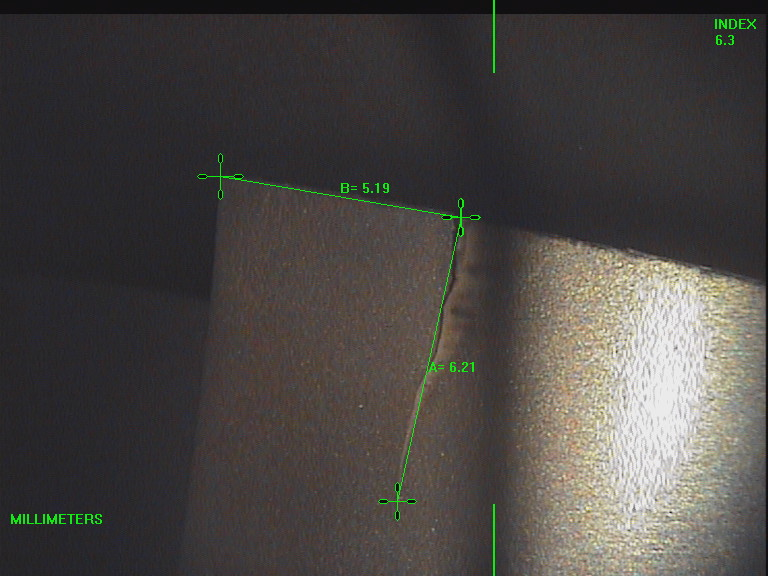 INDEX
6.3
B= 5.19
A= 6.21
MILLIMETERS